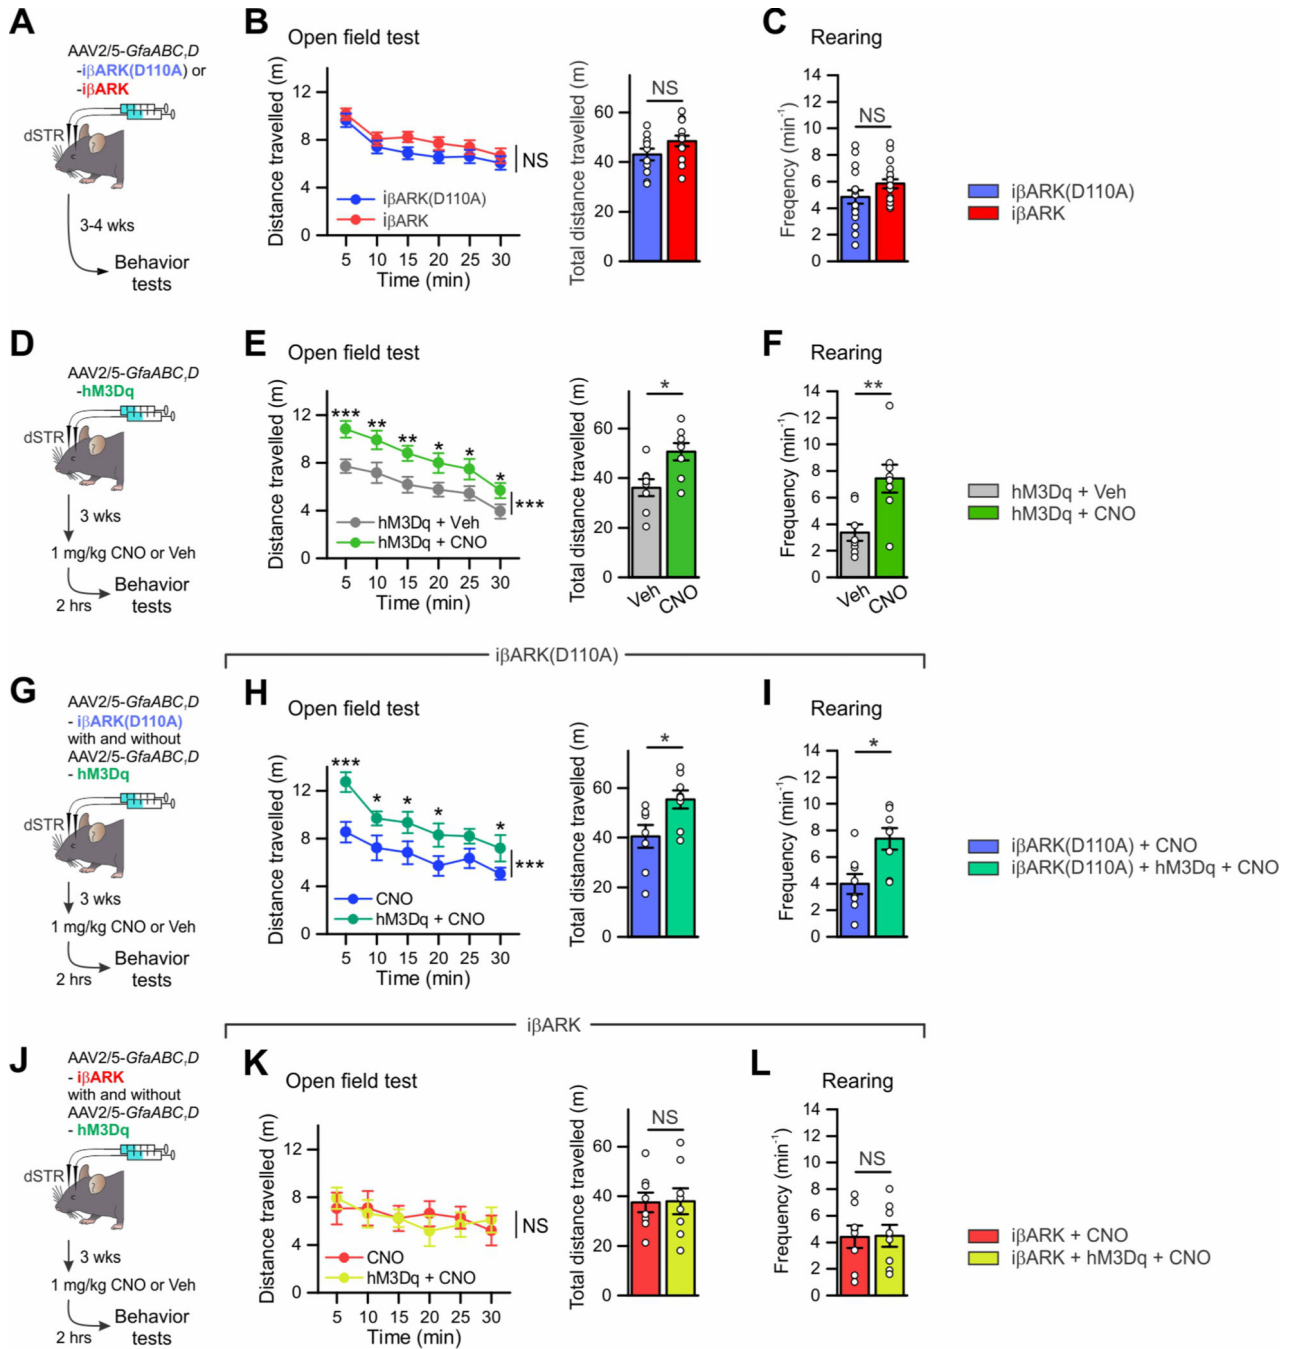 A
AAV2/5-GfaABC₁D
-iβARK(D110A) or
-iβARK
dSTR
3-4 wks
Behavior
tests
B
Open field test
Distance travelled (m)
12
8
4
0
iβARK(D110A)
iβARK
NS
5 10 15 20 25 30
Time (min)
Total distance travelled (m)
60
40
20
0
NS
C
Rearing
Freqency (min⁻¹)
14
12
10
8
6
4
2
0
NS
iβARK(D110A)
iβARK
D
AAV2/5-GfaABC₁D
-hM3Dq
dSTR
3 wks
1 mg/kg CNO or Veh
2 hrs
Behavior
tests
E
Open field test
Distance travelled (m)
12
8
4
0
*** ** ** * * *
***
hM3Dq + Veh
hM3Dq + CNO
5 10 15 20 25 30
Time (min)
Total distance travelled (m)
60
40
20
0
*
Veh CNO
F
Rearing
Frequency (min⁻¹)
14
12
10
8
6
4
2
0
**
Veh CNO
hM3Dq + Veh
hM3Dq + CNO
iβARK(D110A)
G
AAV2/5-GfaABC₁D
- iβARK(D110A)
with and without
AAV2/5-GfaABC₁D
- hM3Dq
dSTR
3 wks
1 mg/kg CNO or Veh
2 hrs
Behavior
tests
H
Open field test
Distance travelled (m)
12
8
4
0
*** * * * *
***
CNO
hM3Dq + CNO
5 10 15 20 25 30
Time (min)
Total distance travelled (m)
60
40
20
0
*
I
Rearing
Frequency (min⁻¹)
14
12
10
8
6
4
2
0
*
iβARK(D110A) + CNO
iβARK(D110A) + hM3Dq + CNO
iβARK
J
AAV2/5-GfaABC₁D
- iβARK
with and without
AAV2/5-GfaABC₁D
- hM3Dq
dSTR
3 wks
1 mg/kg CNO or Veh
2 hrs
Behavior
tests
K
Open field test
Distance travelled (m)
12
8
4
0
NS
CNO
hM3Dq + CNO
5 10 15 20 25 30
Time (min)
Total distance travelled (m)
60
40
20
0
NS
L
Rearing
Frequency (min⁻¹)
14
12
10
8
6
4
2
0
NS
iβARK + CNO
iβARK + hM3Dq + CNO